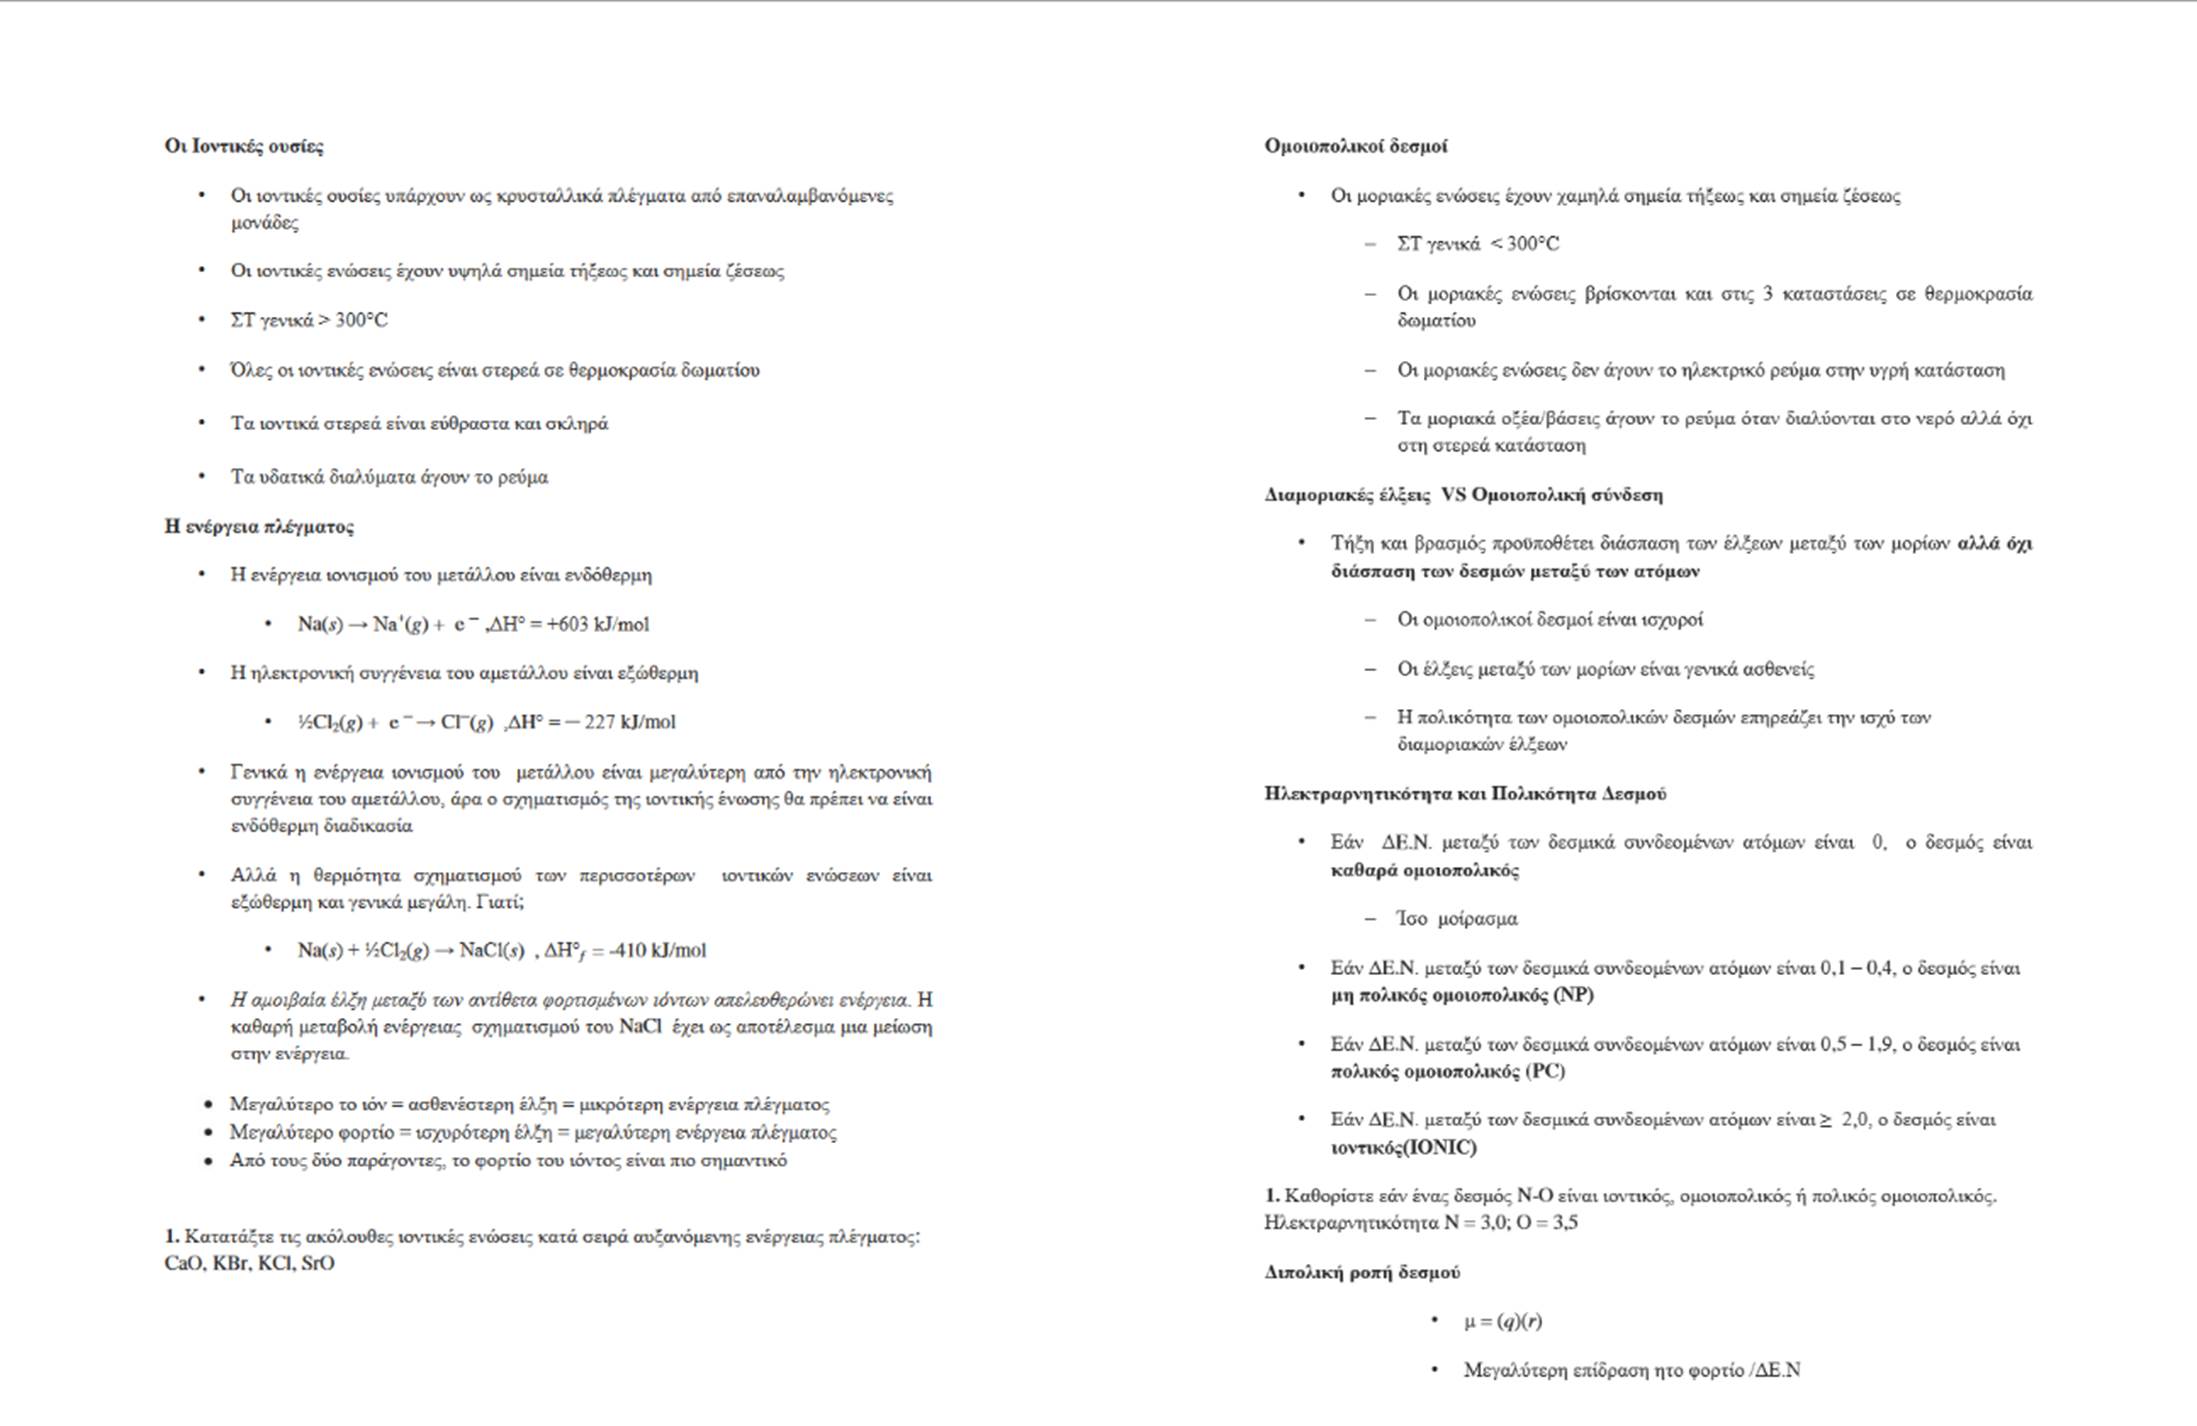 Οι Ιοντικές ουσίες
• Οι ιοντικές ουσίες υπάρχουν ως κρυσταλλικά πλέγματα από επαναλαμβανόμενες
μονάδες
• Οι ιοντικές ενώσεις έχουν υψηλά σημεία τήξεως και σημεία ζέσεως
• ΣΤ γενικά > 300°C
• Όλες οι ιοντικές ενώσεις είναι στερεά σε θερμοκρασία δωματίου
• Τα ιοντικά στερεά είναι εύθραστα και σκληρά
• Τα υδατικά διαλύματα άγουν το ρεύμα
Η ενέργεια πλέγματος
• Η ενέργεια ιονισμού του μετάλλου είναι ενδόθερμη
• Na(s) → Na⁺(g) + e⁻ ,ΔH° = +603 kJ/mol
• Η ηλεκτρονική συγγένεια του αμετάλλου είναι εξώθερμη
• ½Cl₂(g) + e⁻ → Cl⁻(g) ,ΔH° = – 227 kJ/mol
• Γενικά η ενέργεια ιονισμού του μετάλλου είναι μεγαλύτερη από την ηλεκτρονική
συγγένεια του αμετάλλου, άρα ο σχηματισμός της ιοντικής ένωσης θα πρέπει να είναι
ενδόθερμη διαδικασία
• Αλλά η θερμότητα σχηματισμού των περισσοτέρων ιοντικών ενώσεων είναι
εξώθερμη και γενικά μεγάλη. Γιατί;
• Na(s) + ½Cl₂(g) → NaCl(s) , ΔH°f = -410 kJ/mol
• Η αμοιβαία έλξη μεταξύ των αντίθετα φορτισμένων ιόντων απελευθερώνει ενέργεια. Η
καθαρή μεταβολή ενέργειας σχηματισμού του NaCl έχει ως αποτέλεσμα μια μείωση
στην ενέργεια.
• Μεγαλύτερο το ιόν = ασθενέστερη έλξη = μικρότερη ενέργεια πλέγματος
• Μεγαλύτερο φορτίο = ισχυρότερη έλξη = μεγαλύτερη ενέργεια πλέγματος
• Από τους δύο παράγοντες, το φορτίο του ιόντος είναι πιο σημαντικό
1. Κατατάξτε τις ακόλουθες ιοντικές ενώσεις κατά σειρά αυξανόμενης ενέργειας πλέγματος:
CaO, KBr, KCl, SrO
Ομοιοπολικοί δεσμοί
• Οι μοριακές ενώσεις έχουν χαμηλά σημεία τήξεως και σημεία ζέσεως
– ΣΤ γενικά < 300°C
– Οι μοριακές ενώσεις βρίσκονται και στις 3 καταστάσεις σε θερμοκρασία
δωματίου
– Οι μοριακές ενώσεις δεν άγουν το ηλεκτρικό ρεύμα στην υγρή κατάσταση
– Τα μοριακά οξέα/βάσεις άγουν το ρεύμα όταν διαλύονται στο νερό αλλά όχι
στη στερεά κατάσταση
Διαμοριακές έλξεις VS Ομοιοπολική σύνδεση
• Τήξη και βρασμός προϋποθέτει διάσπαση των έλξεων μεταξύ των μορίων αλλά όχι
διάσπαση των δεσμών μεταξύ των ατόμων
– Οι ομοιοπολικοί δεσμοί είναι ισχυροί
– Οι έλξεις μεταξύ των μορίων είναι γενικά ασθενείς
– Η πολικότητα των ομοιοπολικών δεσμών επηρεάζει την ισχύ των
διαμοριακών έλξεων
Ηλεκτραρνητικότητα και Πολικότητα Δεσμού
• Εάν ΔΕ.Ν. μεταξύ των δεσμικά συνδεομένων ατόμων είναι 0, ο δεσμός είναι
καθαρά ομοιοπολικός
– Ίσο μοίρασμα
• Εάν ΔΕ.Ν. μεταξύ των δεσμικά συνδεομένων ατόμων είναι 0,1 – 0,4, ο δεσμός είναι
μη πολικός ομοιοπολικός (NP)
• Εάν ΔΕ.Ν. μεταξύ των δεσμικά συνδεομένων ατόμων είναι 0,5 – 1,9, ο δεσμός είναι
πολικός ομοιοπολικός (PC)
• Εάν ΔΕ.Ν. μεταξύ των δεσμικά συνδεομένων ατόμων είναι ≥ 2,0, ο δεσμός είναι
ιοντικός(IONIC)
1. Καθορίστε εάν ένας δεσμός N-O είναι ιοντικός, ομοιοπολικός ή πολικός ομοιοπολικός.
Ηλεκτραρνητικότητα N = 3,0; O = 3,5
Διπολική ροπή δεσμού
• μ = (q)(r)
• Μεγαλύτερη επίδραση ητο φορτίο /ΔΕ.Ν